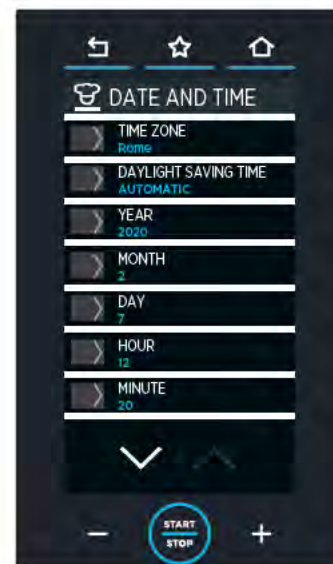 DATE AND TIME
TIME ZONE
Rome
DAYLIGHT SAVING TIME
AUTOMATIC
YEAR
2020
MONTH
2
DAY
7
HOUR
12
MINUTE
20
START
STOP